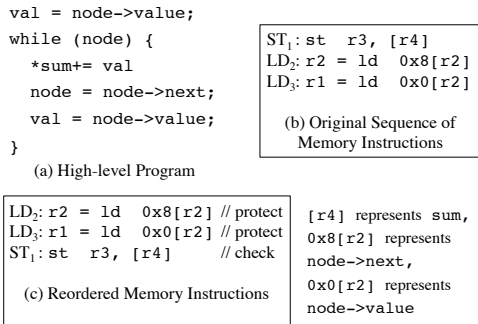 val = node->value;
while (node) {
*sum+= val
node = node->next;
val = node->value;
}
(a) High-level Program
ST1: st r3, [r4]
LD2: r2 = ld 0x8[r2]
LD3: r1 = ld 0x0[r2]
(b) Original Sequence of
Memory Instructions
LD2: r2 = ld 0x8[r2] // protect
LD3: r1 = ld 0x0[r2] // protect
ST1: st r3, [r4] // check
(c) Reordered Memory Instructions
[r4] represents sum,
0x8[r2] represents
node->next,
0x0[r2] represents
node->value